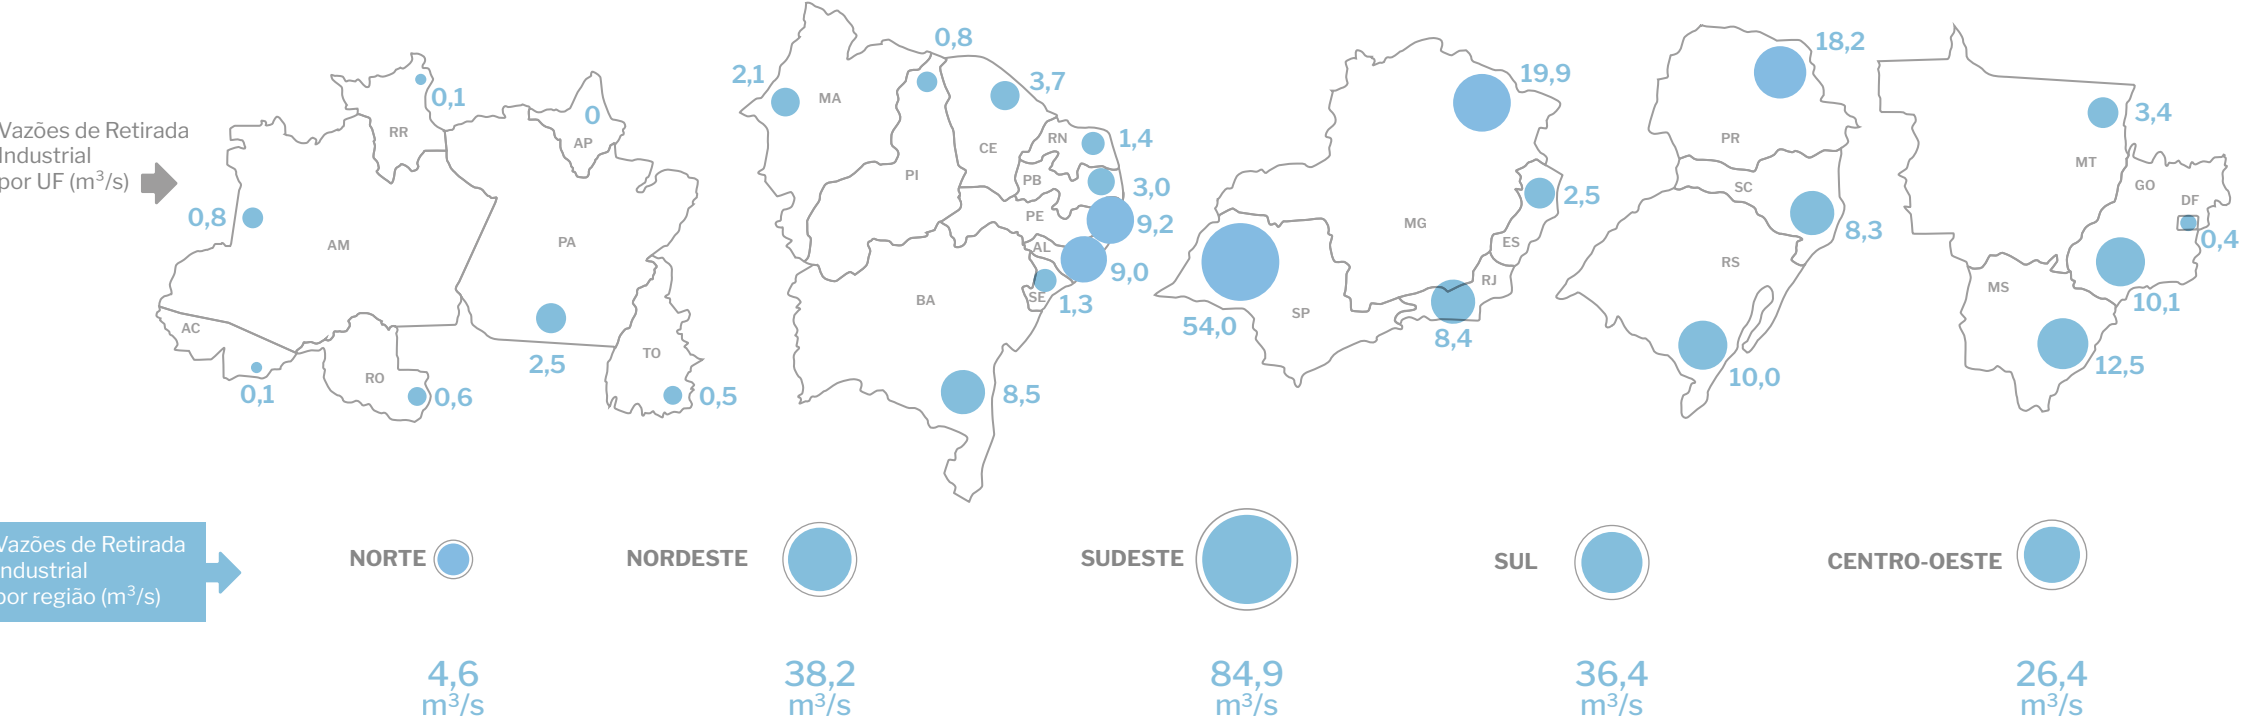 Vazões de Retirada
Industrial
por UF (m³/s)
0,1
RR
0
AP
0,8
AM
PA
AC
0,1
RO
0,6
2,5
TO
0,5
2,1
MA
0,8
PI
3,7
CE
RN
1,4
PB
3,0
PE
9,2
AL
9,0
SE
1,3
BA
8,5
19,9
MG
2,5
ES
RJ
8,4
SP
54,0
18,2
PR
SC
8,3
RS
10,0
3,4
MT
GO
DF
0,4
10,1
MS
12,5
Vazões de Retirada
Industrial
por região (m³/s)
NORTE
NORDESTE
SUDESTE
SUL
CENTRO-OESTE
4,6
m³/s
38,2
m³/s
84,9
m³/s
36,4
m³/s
26,4
m³/s